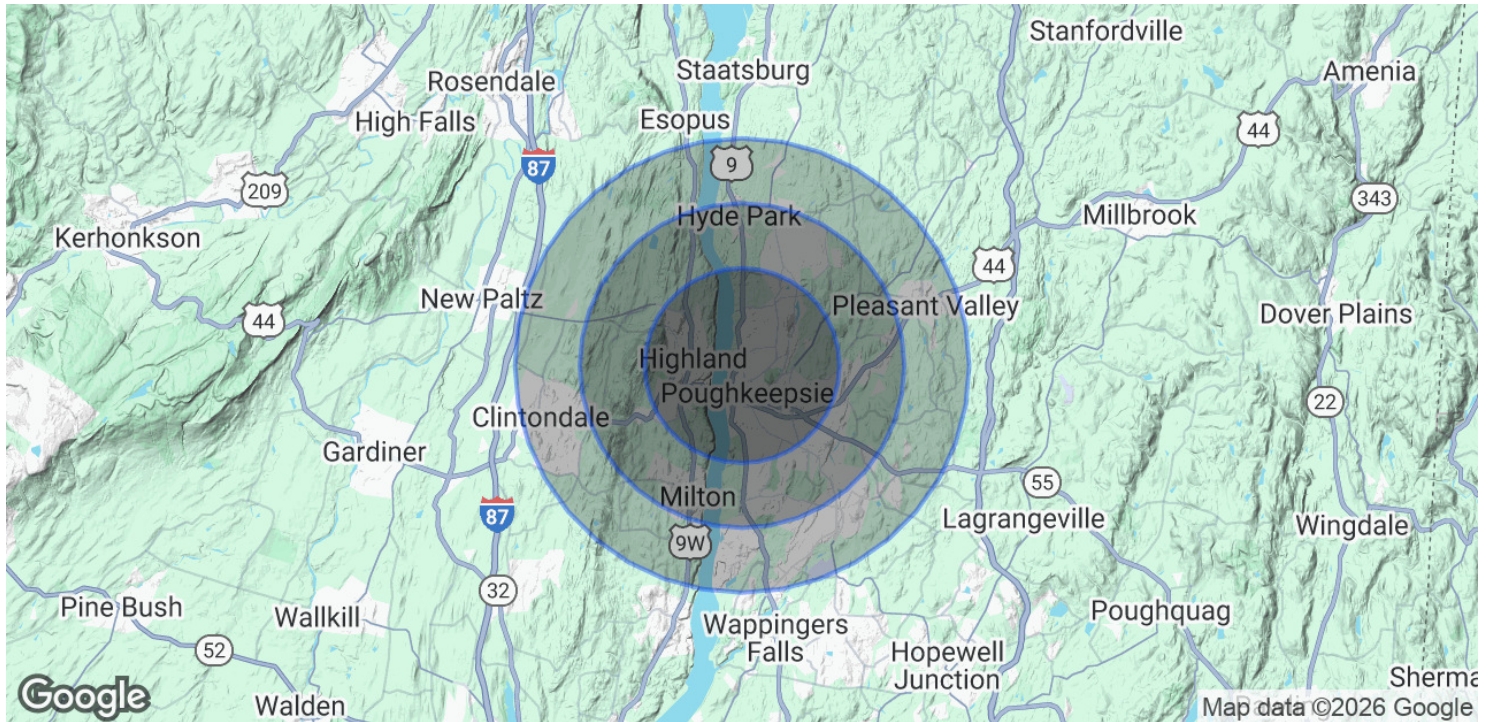 Stanfordville
Staatsburg
Amenia
Rosendale
High Falls
Esopus
44
9
87
209
343
Hyde Park
Millbrook
Kerhonkson
44
New Paltz
Pleasant Valley
44
Dover Plains
Highland
Poughkeepsie
22
Clintondale
Gardiner
55
Milton
87
Lagrangeville
Wingdale
9W
32
Pine Bush
Wallkill
Poughquag
Wappingers
Falls
52
Hopewell
Junction
Sherma
Walden
Google
Map data ©2026 Google